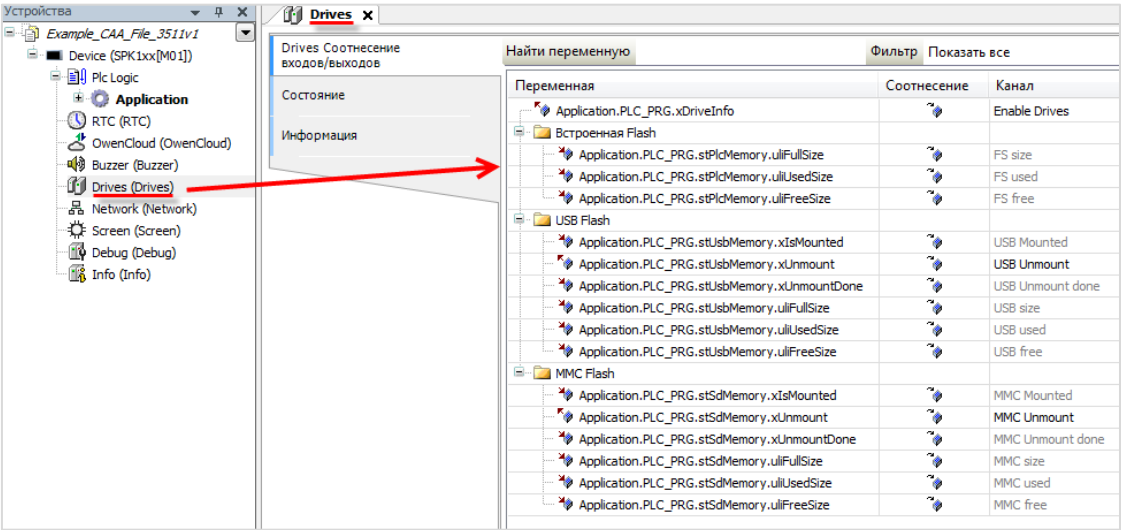 Устройства
Example_CAA_File_3511v1
Device (SPK1xx[M01])
Plc Logic
Application
RTC (RTC)
OwenCloud (OwenCloud)
Buzzer (Buzzer)
Drives (Drives)
Network (Network)
Screen (Screen)
Debug (Debug)
Info (Info)
Drives
Drives Соотнесение
входов/выходов
Состояние
Информация
Найти переменную Фильтр Показать все
Переменная Соотнесение Канал
Application.PLC_PRG.xDriveInfo Enable Drives
Встроенная Flash
Application.PLC_PRG.stPlcMemory.uliFullSize FS size
Application.PLC_PRG.stPlcMemory.uliUsedSize FS used
Application.PLC_PRG.stPlcMemory.uliFreeSize FS free
USB Flash
Application.PLC_PRG.stUsbMemory.xIsMounted USB Mounted
Application.PLC_PRG.stUsbMemory.xUnmount USB Unmount
Application.PLC_PRG.stUsbMemory.xUnmountDone USB Unmount done
Application.PLC_PRG.stUsbMemory.uliFullSize USB size
Application.PLC_PRG.stUsbMemory.uliUsedSize USB used
Application.PLC_PRG.stUsbMemory.uliFreeSize USB free
MMC Flash
Application.PLC_PRG.stSdMemory.xIsMounted MMC Mounted
Application.PLC_PRG.stSdMemory.xUnmount MMC Unmount
Application.PLC_PRG.stSdMemory.xUnmountDone MMC Unmount done
Application.PLC_PRG.stSdMemory.uliFullSize MMC size
Application.PLC_PRG.stSdMemory.uliUsedSize MMC used
Application.PLC_PRG.stSdMemory.uliFreeSize MMC free